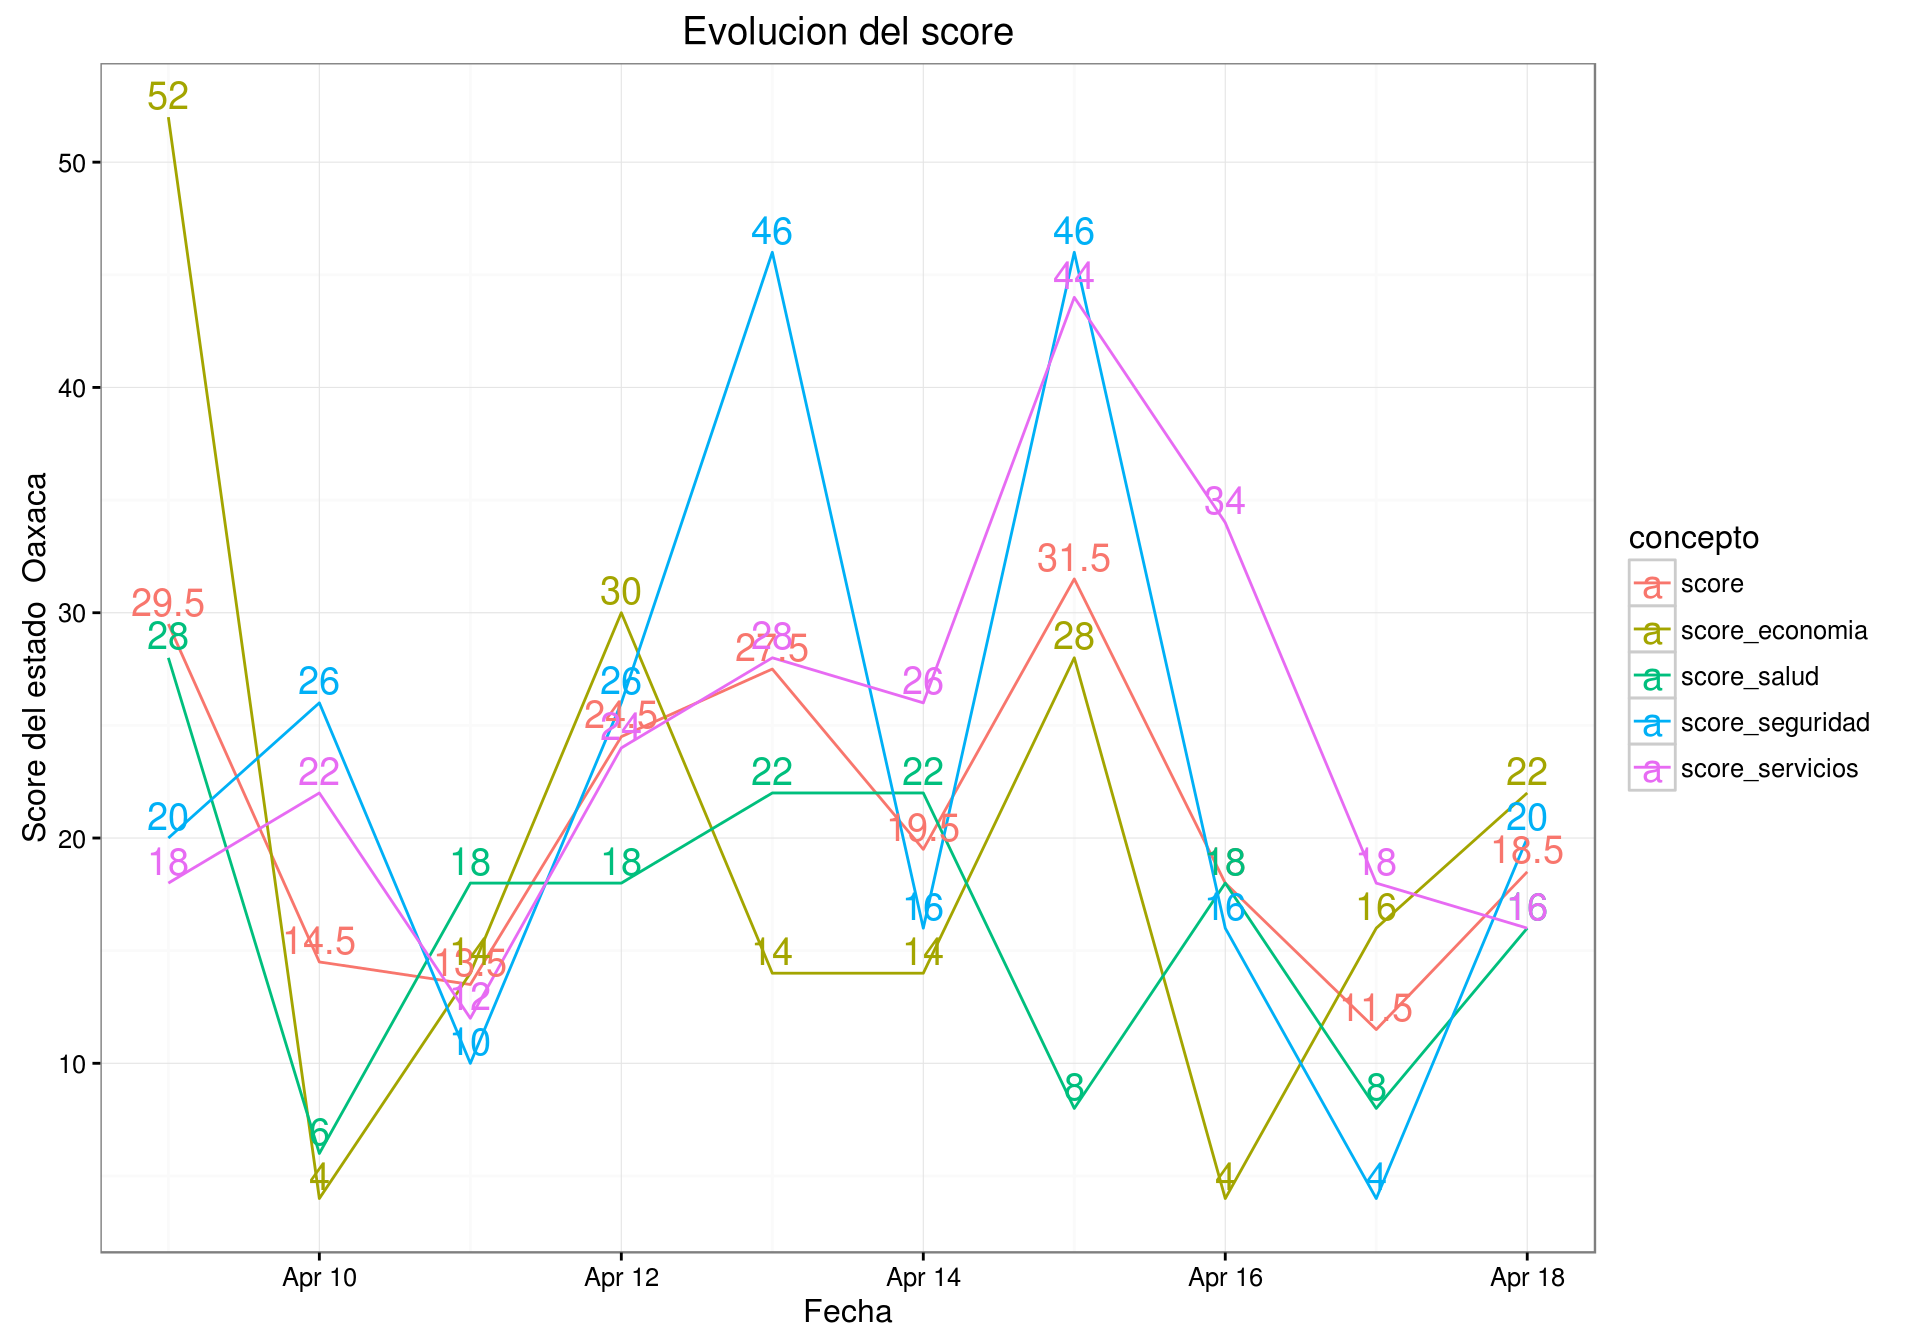 Evolucion del score
52
50
46 46
44
40
34
31.5
30
29.5
30
28 28 27.5 28
26 26 26
24.5
24
22 22 22 22
20 20
20
19.5
18.5
18 18 18 18 18
16 16 16 16
14.5 14 14 14
13.5
12
11.5
10
10
8 8
6
4 4 4
Apr 10 Apr 12 Apr 14 Apr 16 Apr 18
Fecha
Score del estado Oaxaca
concepto
a score
a score_economia
a score_salud
a score_seguridad
a score_servicios